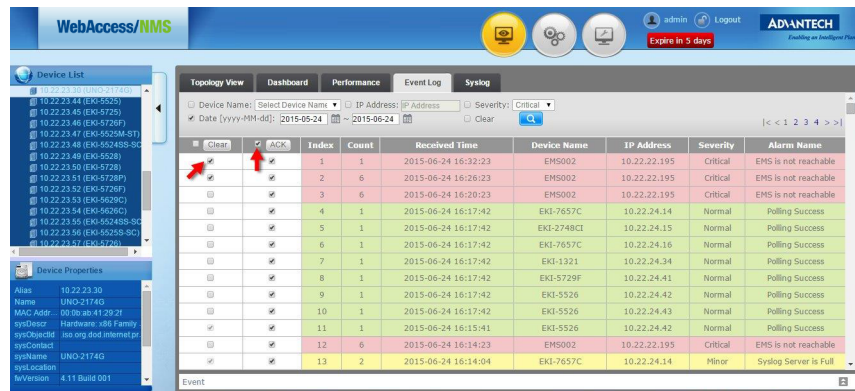 WebAccess/NMS
admin Logout
Expire in 5 days
ADVANTECH
Enabling an Intelligent Plan
Device List
10.22.23.30 (UNO-2174G)
10.22.23.44 (EKI-5525)
10.22.23.45 (EKI-5525)
10.22.23.46 (EKI-5726F)
10.22.23.47 (EKI-5525M-ST)
10.22.23.48 (EKI-5524SS-SC
10.22.23.49 (EKI-5528)
10.22.23.50 (EKI-5728)
10.22.23.51 (EKI-5728P)
10.22.23.52 (EKI-5726F)
10.22.23.53 (EKI-5629C)
10.22.23.54 (EKI-5626C)
10.22.23.55 (EKI-5524SS-SC
10.22.23.56 (EKI-5525S-SC)
10.22.23.57 (EKI-5726)
Device Properties
Alias 10.22.23.30
Name UNO-2174G
MAC Addr... 00:0b:ab:41:29:2f
sysDescr Hardware: x86 Family
sysObjectId .iso.org.dod.internet.pr.
sysContact
sysName UNO-2174G
sysLocation
fwVersion 4.11 Build 001
Topology View Dashboard Performance Event Log Syslog
Device Name: Select Device Name IP Address: IP Address Severity: Critical
Date [yyyy-MM-dd]: 2015-05-24 ~ 2015-06-24 Clear
|< < 1 2 3 4 > >|
Clear ACK Index Count Received Time Device Name IP Address Severity Alarm Name
1 1 2015-06-24 16:32:23 EMS002 10.22.22.195 Critical EMS is not reachable
2 6 2015-06-24 16:26:23 EMS002 10.22.22.195 Critical EMS is not reachable
3 6 2015-06-24 16:20:23 EMS002 10.22.22.195 Critical EMS is not reachable
4 1 2015-06-24 16:17:42 EKI-7657C 10.22.24.14 Normal Polling Success
5 1 2015-06-24 16:17:42 EKI-2748CI 10.22.24.15 Normal Polling Success
6 1 2015-06-24 16:17:42 EKI-7657C 10.22.24.16 Normal Polling Success
7 1 2015-06-24 16:17:42 EKI-1321 10.22.24.34 Normal Polling Success
8 1 2015-06-24 16:17:42 EKI-5729F 10.22.24.41 Normal Polling Success
9 1 2015-06-24 16:17:42 EKI-5526 10.22.24.42 Normal Polling Success
10 1 2015-06-24 16:17:42 EKI-5526 10.22.24.43 Normal Polling Success
11 1 2015-06-24 16:15:41 EKI-5526 10.22.24.42 Normal Polling Success
12 6 2015-06-24 16:14:23 EMS002 10.22.22.195 Critical EMS is not reachable
13 2 2015-06-24 16:14:04 EKI-7657C 10.22.24.14 Minor Syslog Server is Full
Event